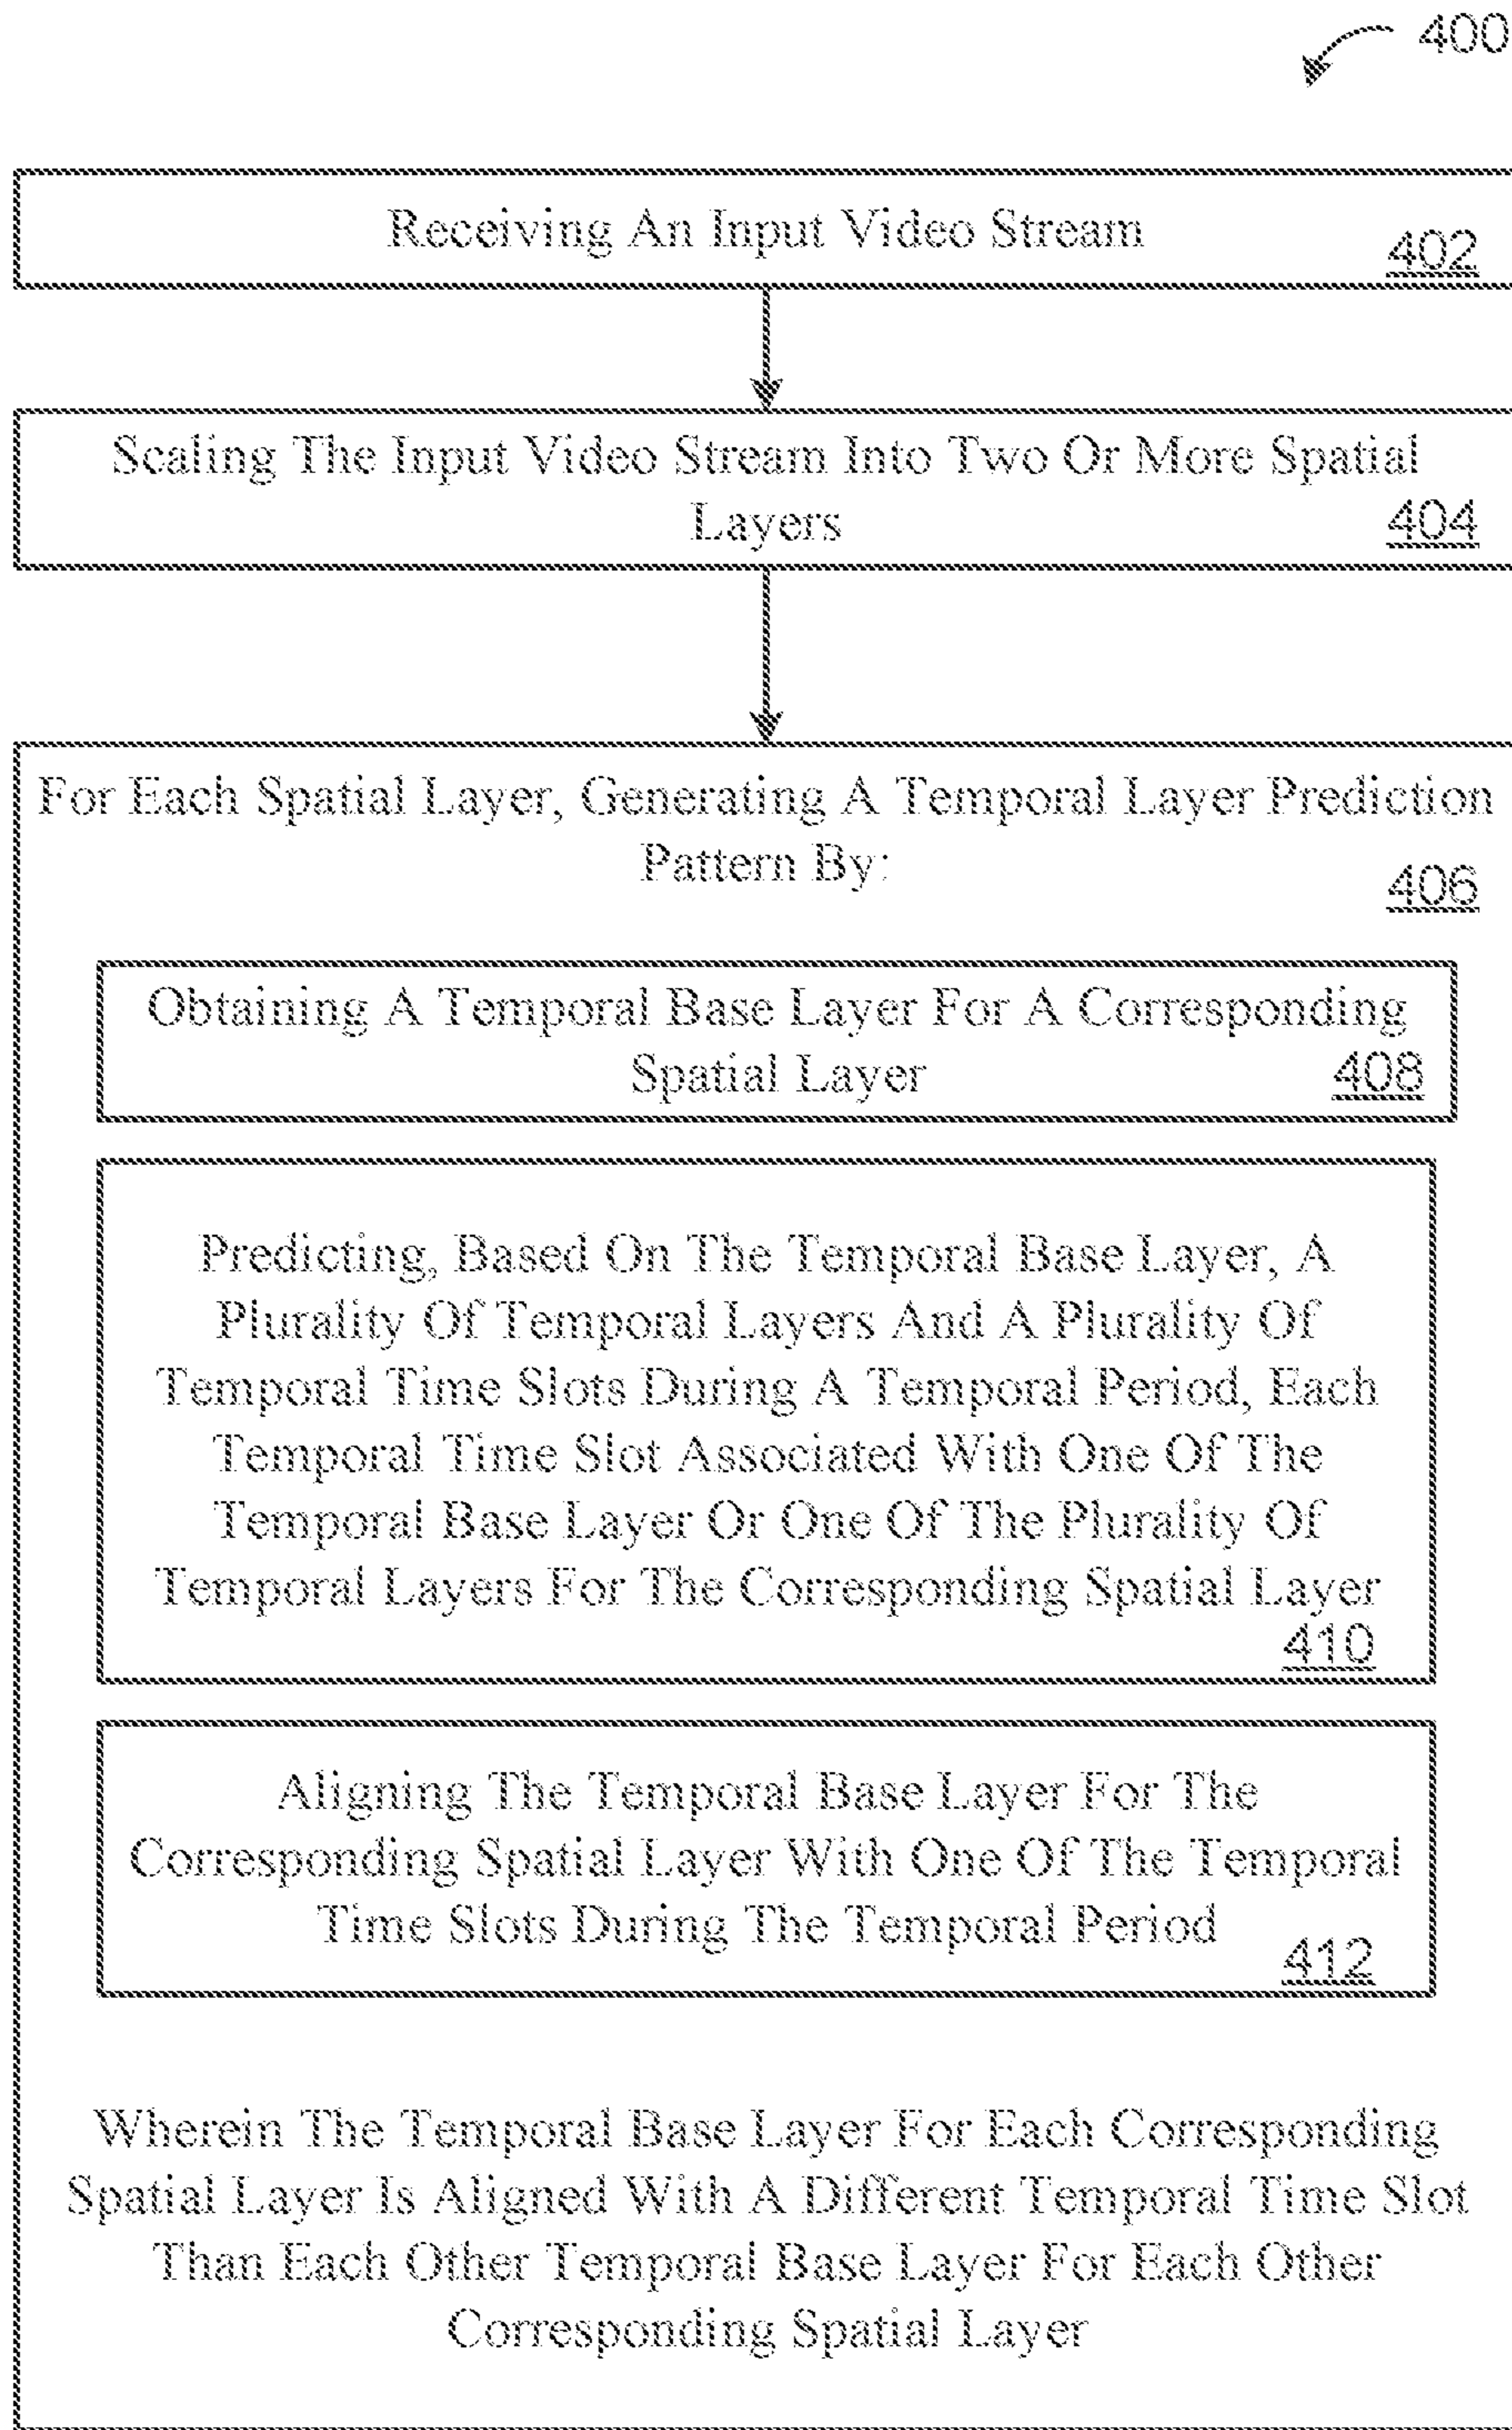 400
Receiving An Input Video Stream
402
Scaling The Input Video Stream Into Two Or More Spatial
Layers
404
For Each Spatial Layer, Generating A Temporal Layer Prediction
Pattern By:
406
Obtaining A Temporal Base Layer For A Corresponding
Spatial Layer
408
Predicting, Based On The Temporal Base Layer, A
Plurality Of Temporal Layers And A Plurality Of
Temporal Time Slots During A Temporal Period, Each
Temporal Time Slot Associated With One Of The
Temporal Base Layer Or One Of The Plurality Of
Temporal Layers For The Corresponding Spatial Layer
410
Aligning The Temporal Base Layer For The
Corresponding Spatial Layer With One Of The Temporal
Time Slots During The Temporal Period
412
Wherein The Temporal Base Layer For Each Corresponding
Spatial Layer Is Aligned With A Different Temporal Time Slot
Than Each Other Temporal Base Layer For Each Other
Corresponding Spatial Layer